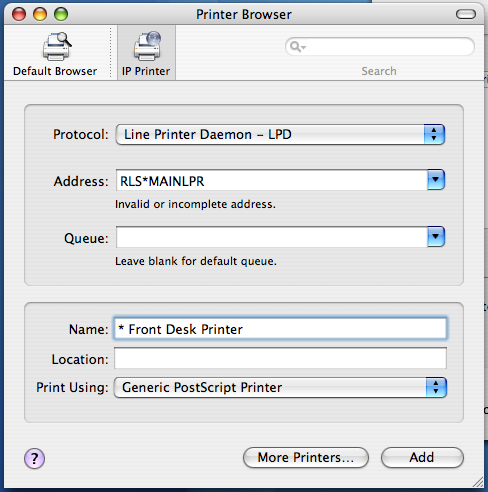 Printer Browser
Default Browser
IP Printer
Search
Protocol: Line Printer Daemon – LPD
Address: RLS*MAINLPR
Invalid or incomplete address.
Queue:
Leave blank for default queue.
Name: * Front Desk Printer
Location:
Print Using: Generic PostScript Printer
? More Printers... Add